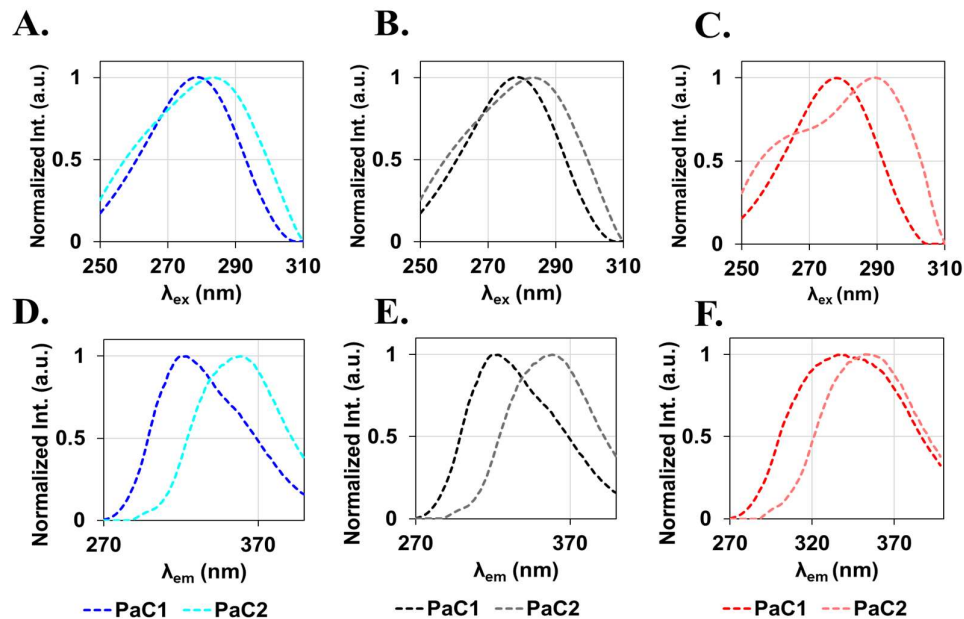 A.
B.
C.
Normalized Int. (a.u.)
1
0.5
0
250 270 290 310
λex (nm)
Normalized Int. (a.u.)
1
0.5
0
250 270 290 310
λex (nm)
Normalized Int. (a.u.)
1
0.5
0
250 270 290 310
λex (nm)
D.
E.
F.
Normalized Int. (a.u.)
1
0.5
0
270 370
λem (nm)
PaC1 PaC2
Normalized Int. (a.u.)
1
0.5
0
270 370
λem (nm)
PaC1 PaC2
Normalized Int. (a.u.)
1
0.5
0
270 320 370
λem (nm)
PaC1 PaC2